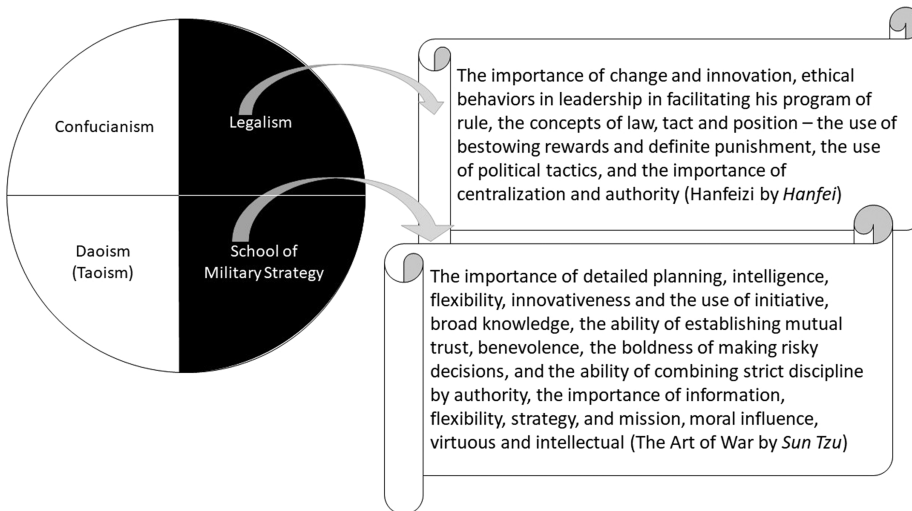 Confucianism
Legalism
Daoism
(Taoism)
School of
Military Strategy
The importance of change and innovation, ethical
behaviors in leadership in facilitating his program of
rule, the concepts of law, tact and position – the use of
bestowing rewards and definite punishment, the use
of political tactics, and the importance of
centralization and authority (Hanfeizi by Hanfei)
The importance of detailed planning, intelligence,
flexibility, innovativeness and the use of initiative,
broad knowledge, the ability of establishing mutual
trust, benevolence, the boldness of making risky
decisions, and the ability of combining strict discipline
by authority, the importance of information,
flexibility, strategy, and mission, moral influence,
virtuous and intellectual (The Art of War by Sun Tzu)